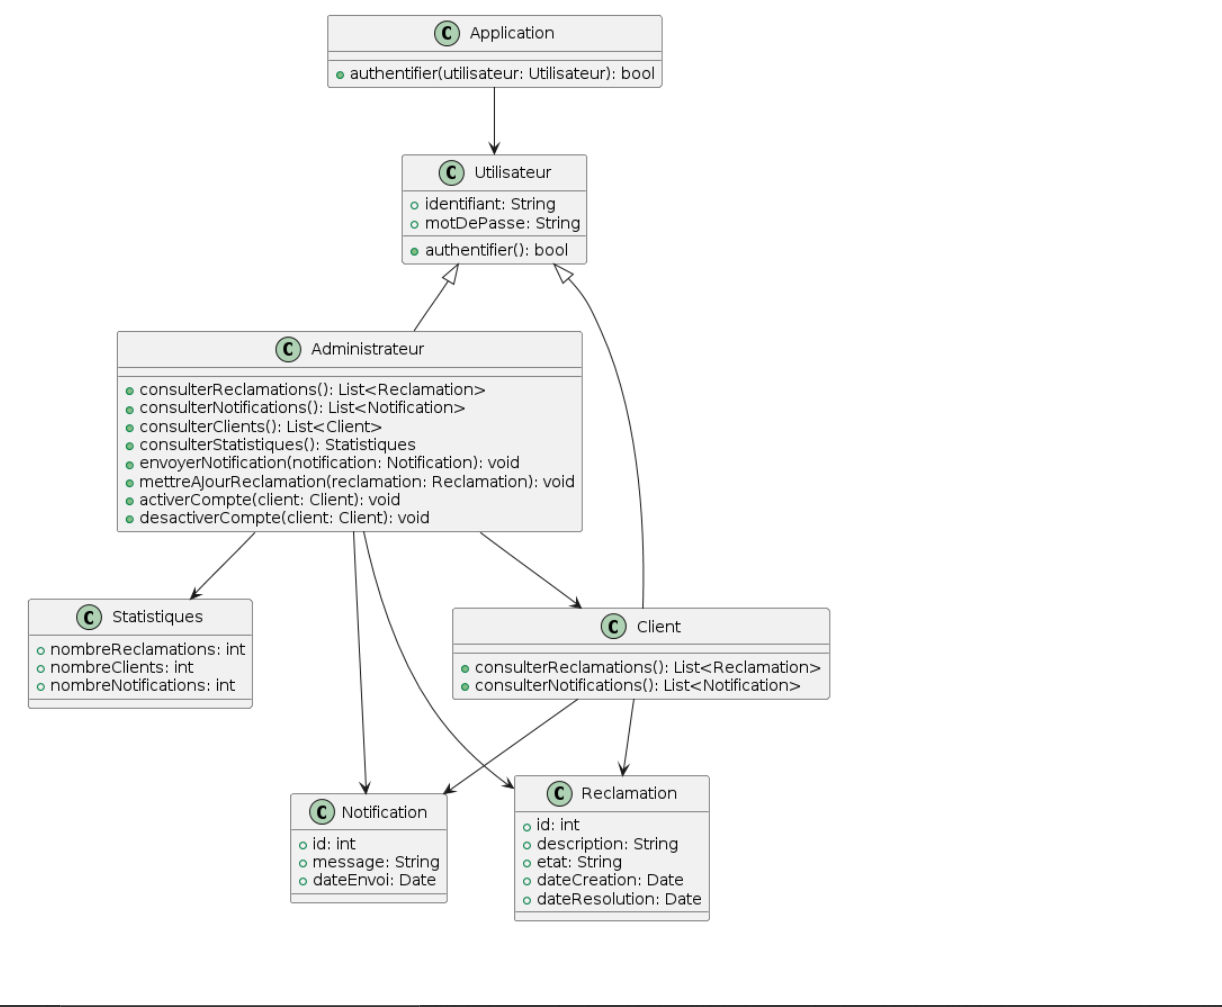 C Application
authentifier(utilisateur: Utilisateur): bool
C Utilisateur
identifiant: String
motDePasse: String
authentifier(): bool
C Administrateur
consulterReclamations(): List<Reclamation>
consulterNotifications(): List<Notification>
consulterClients(): List<Client>
consulterStatistiques(): Statistiques
envoyerNotification(notification: Notification): void
mettreAJourReclamation(reclamation: Reclamation): void
activerCompte(client: Client): void
desactiverCompte(client: Client): void
C Statistiques
nombreReclamations: int
nombreClients: int
nombreNotifications: int
C Client
consulterReclamations(): List<Reclamation>
consulterNotifications(): List<Notification>
C Notification
id: int
message: String
dateEnvoi: Date
C Reclamation
id: int
description: String
etat: String
dateCreation: Date
dateResolution: Date